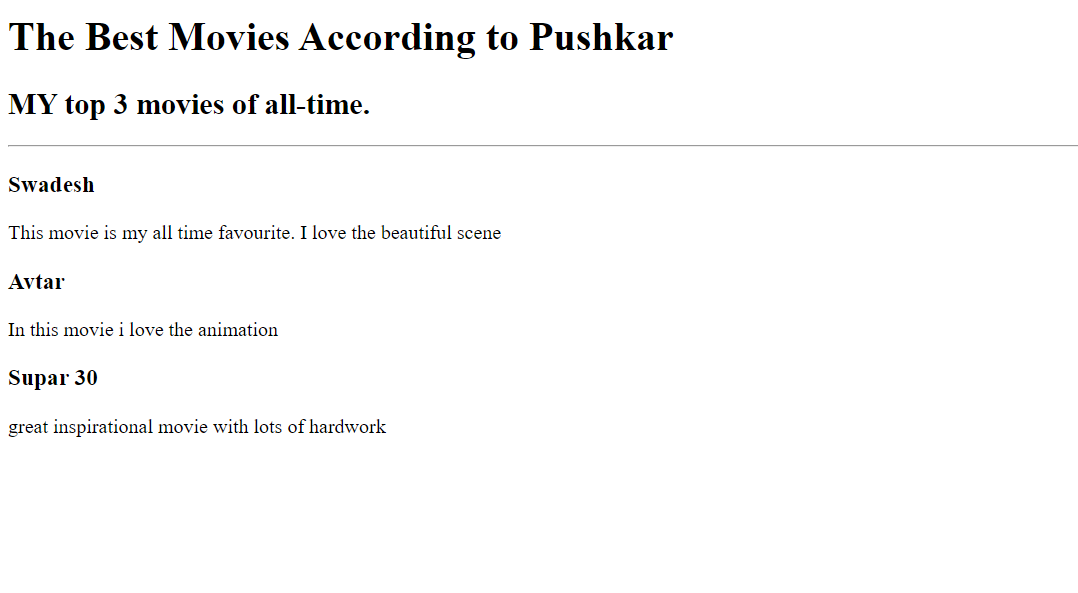 The Best Movies According to Pushkar
MY top 3 movies of all-time.
Swadesh
This movie is my all time favourite. I love the beautiful scene
Avtar
In this movie i love the animation
Supar 30
great inspirational movie with lots of hardwork